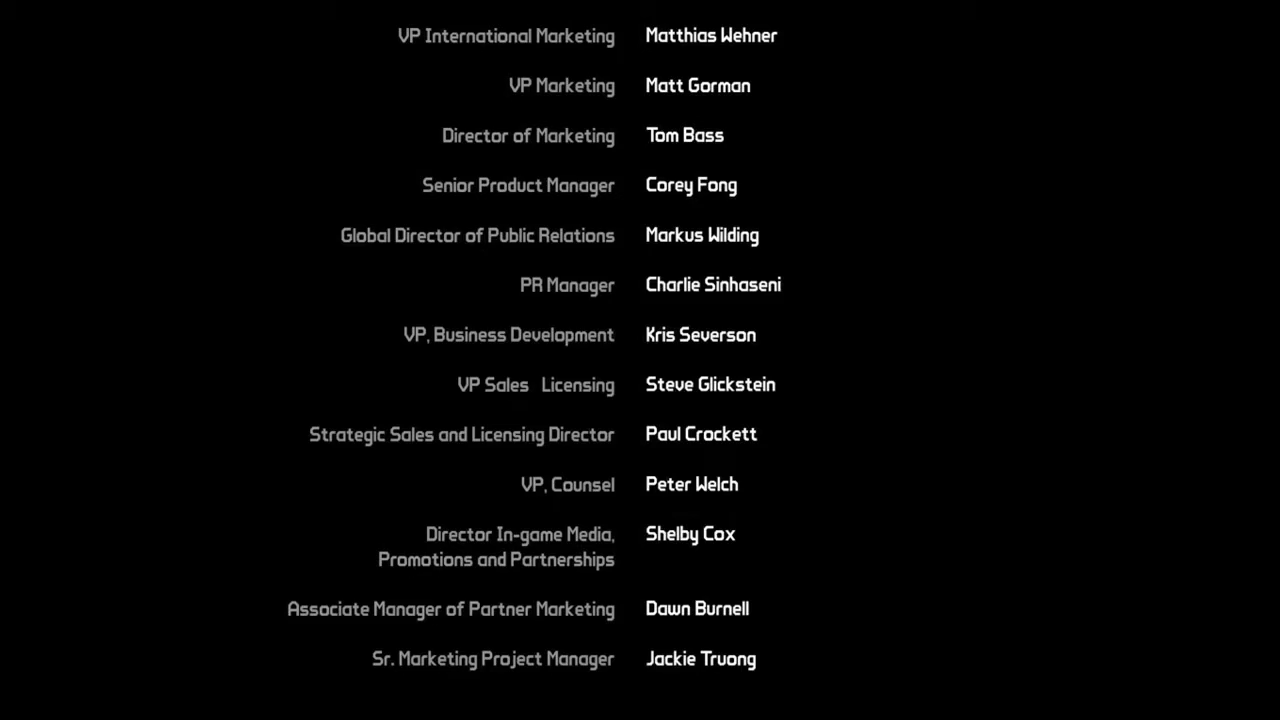 VP International Marketing Matthias Wehner
VP Marketing Matt Gorman
Director of Marketing Tom Bass
Senior Product Manager Corey Fong
Global Director of Public Relations Markus Wilding
PR Manager Charlie Sinhaseni
VP, Business Development Kris Severson
VP Sales Licensing Steve Glickstein
Strategic Sales and Licensing Director Paul Crockett
VP, Counsel Peter Welch
Director In-game Media, Shelby Cox
Promotions and Partnerships
Associate Manager of Partner Marketing Dawn Burnell
Sr. Marketing Project Manager Jackie Truong